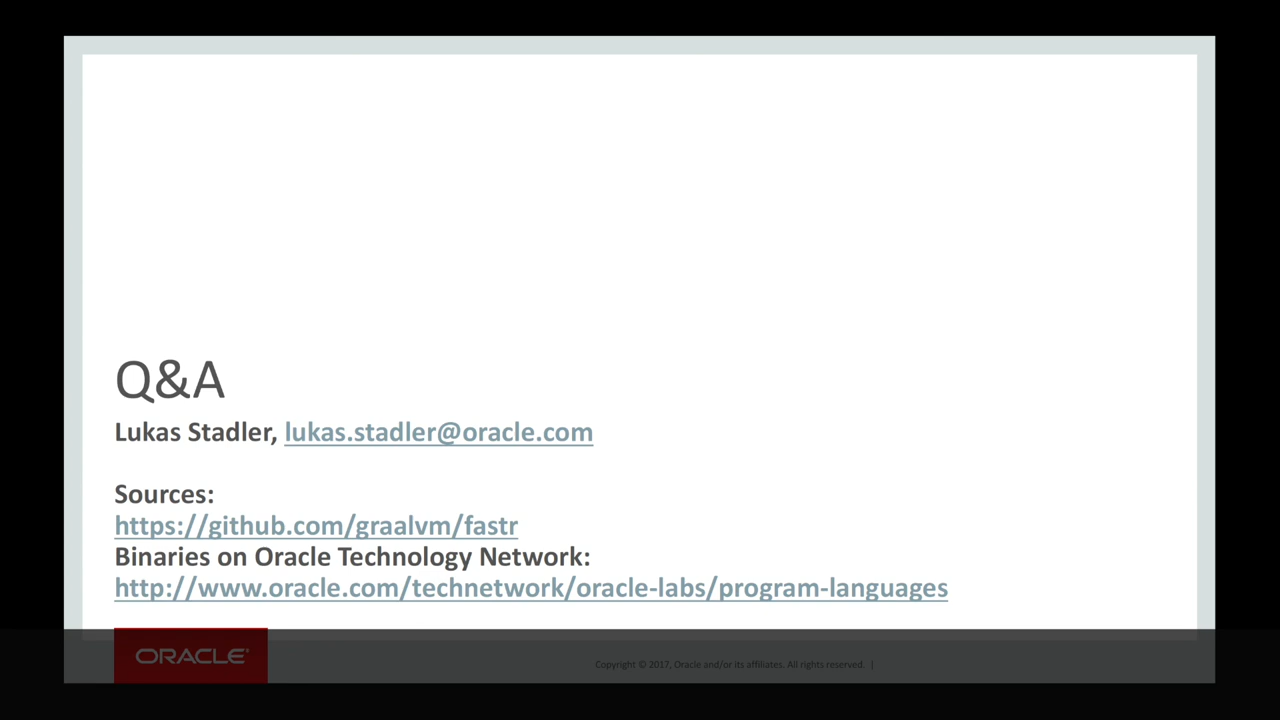 Q&A
Lukas Stadler, lukas.stadler@oracle.com
Sources:
https://github.com/graalvm/fastr
Binaries on Oracle Technology Network:
http://www.oracle.com/technetwork/oracle-labs/program-languages
ORACLE®
Copyright © 2017, Oracle and/or its affiliates. All rights reserved. |